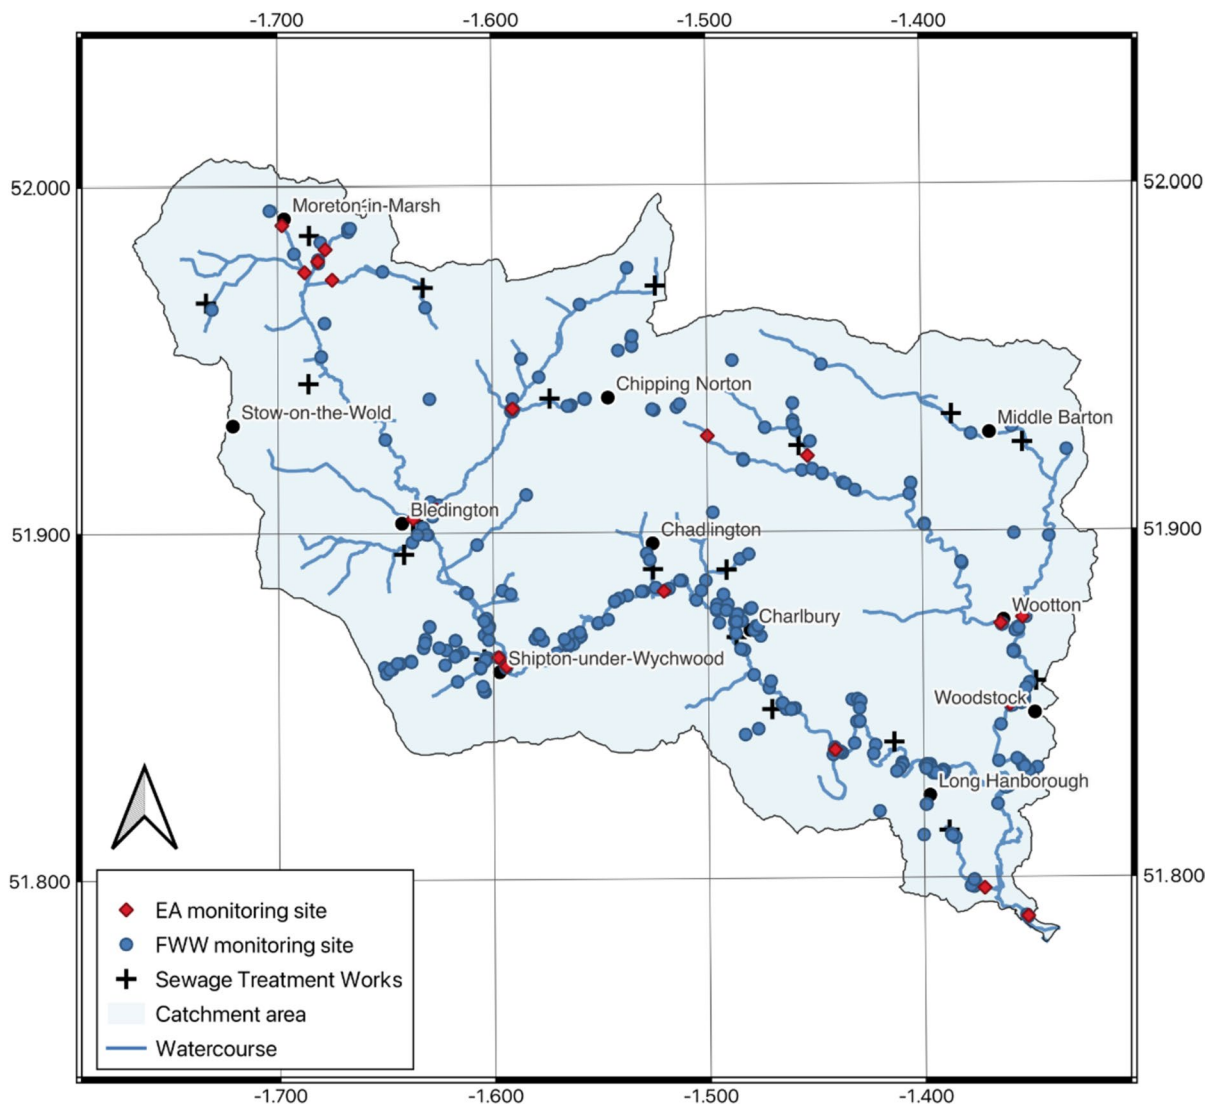 -1.700 -1.600 -1.500 -1.400
52.000 52.000
Moreton-in-Marsh
Chipping Norton
Stow-on-the-Wold
Middle Barton
Bledington
51.900 51.900
Chadlington
Wootton
Charlbury
Shipton-under-Wychwood
Woodstock
Long Hanborough
51.800 51.800
EA monitoring site
FWW monitoring site
Sewage Treatment Works
Catchment area
Watercourse
-1.700 -1.600 -1.500 -1.400